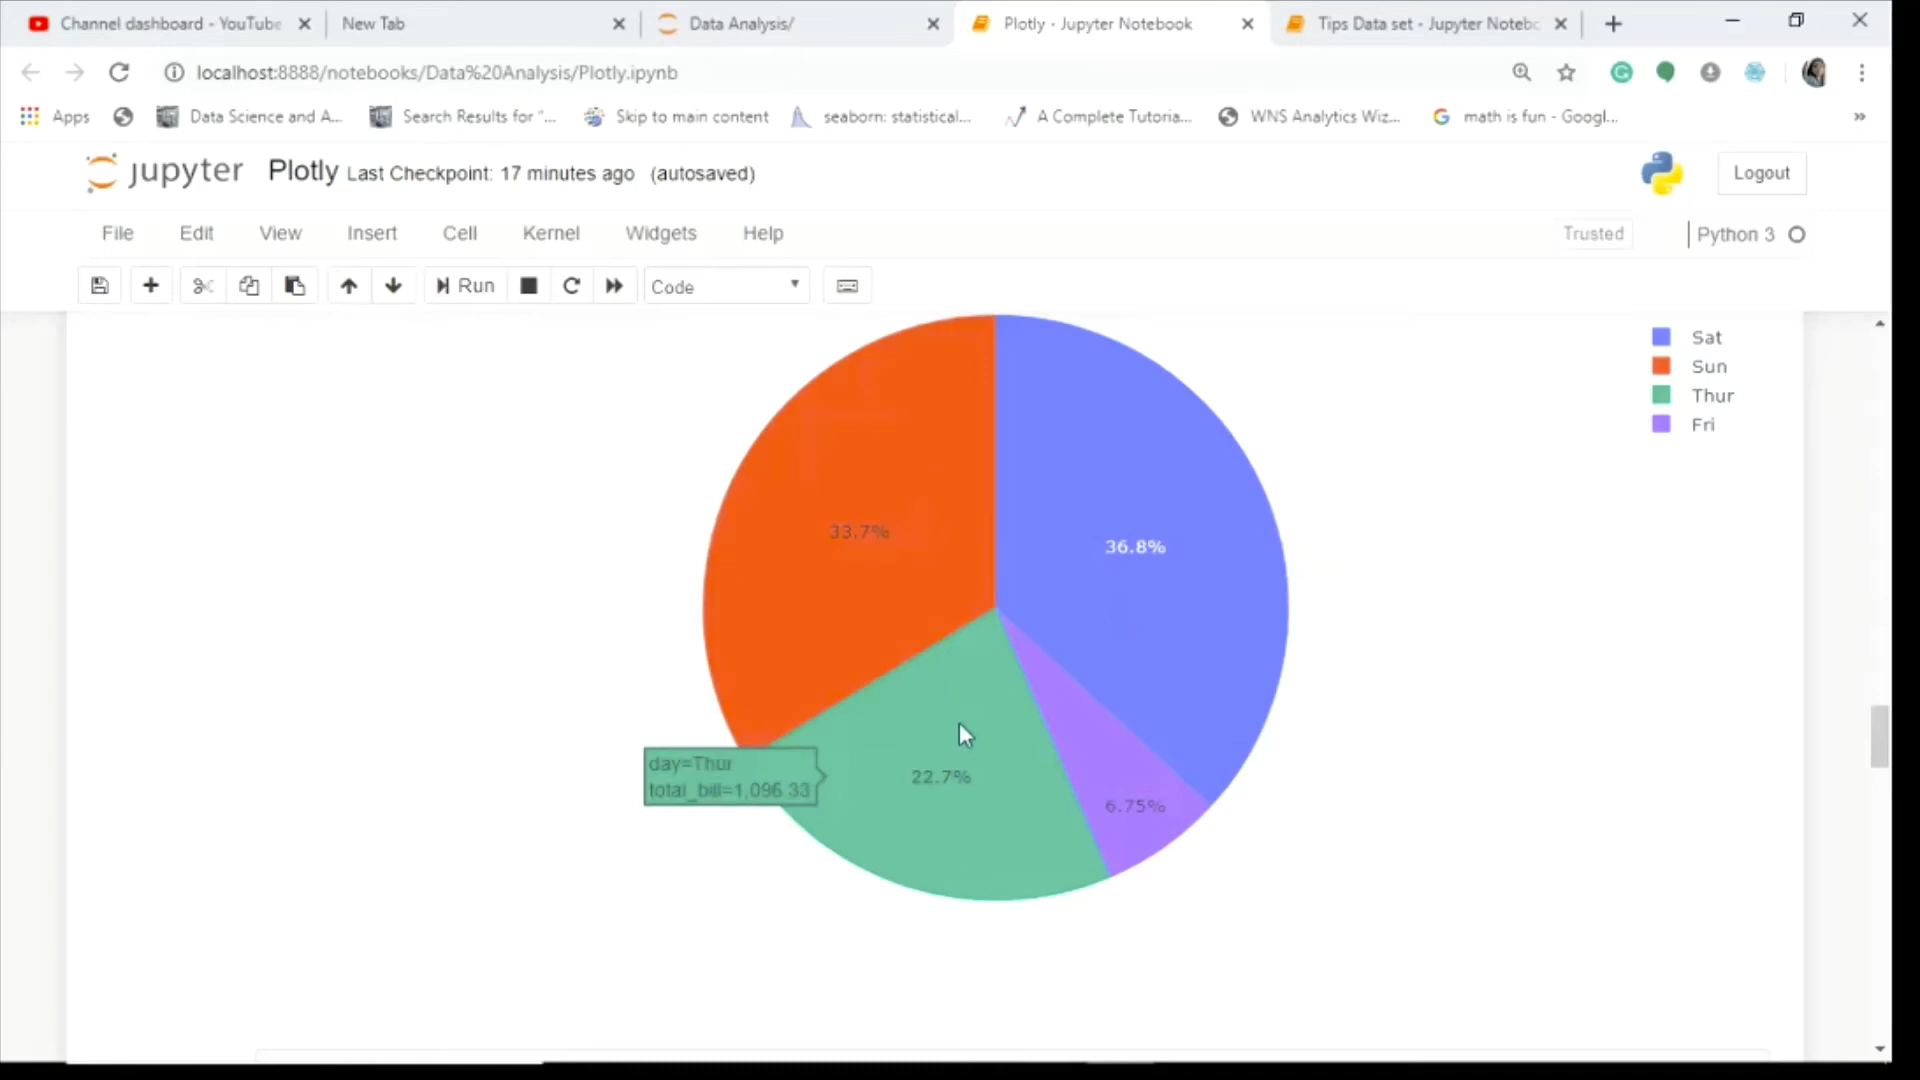 Channel dashboard - YouTube
New Tab
Data Analysis/
Plotly - Jupyter Notebook
Tips Data set - Jupyter Notebo
localhost:8888/notebooks/Data%20Analysis/Plotly.ipynb
Apps
Data Science and A...
Search Results for "...
Skip to main content
seaborn: statistical...
A Complete Tutoria...
WNS Analytics Wiz...
math is fun - Googl...
»
jupyter Plotly Last Checkpoint: 17 minutes ago (autosaved)
Logout
File Edit View Insert Cell Kernel Widgets Help
Trusted
Python 3
Run
Code
Sat
Sun
Thur
Fri
33.7%
36.8%
day=Thur
total_bill=1,096.33
22.7%
6.75%